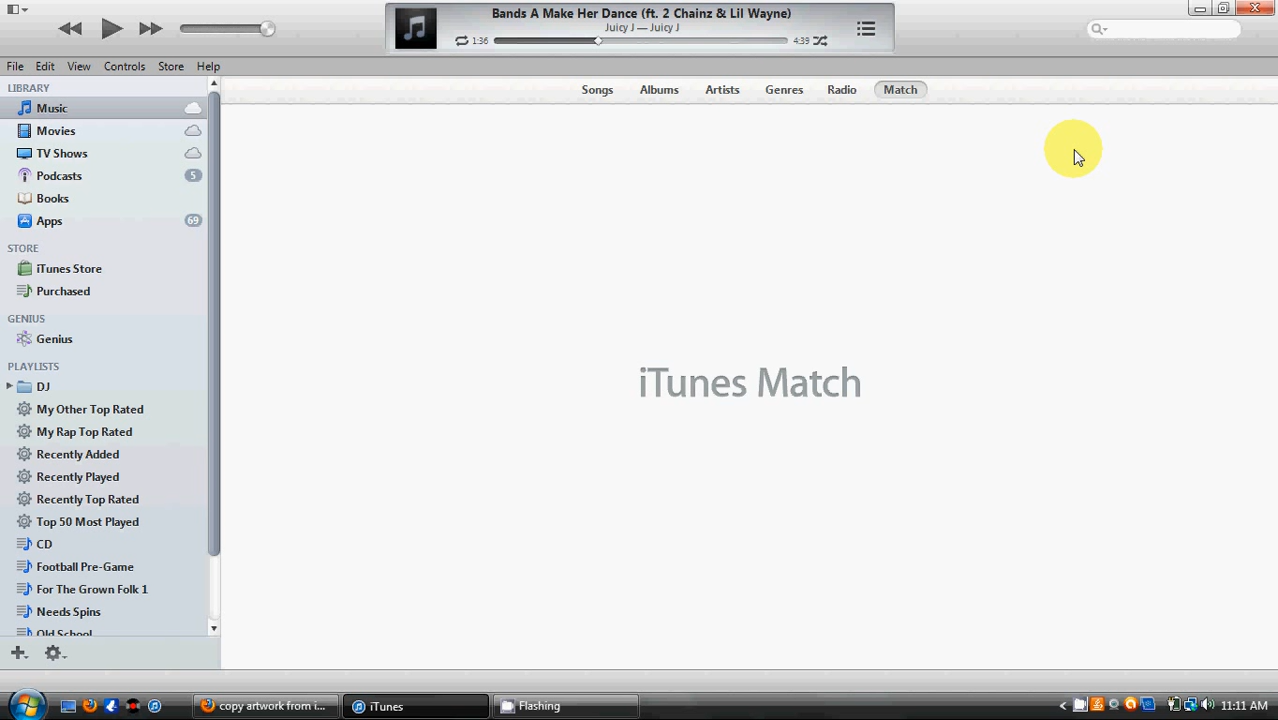 Bands A Make Her Dance (ft. 2 Chainz & Lil Wayne)
Juicy J — Juicy J
1:36
4:39
File Edit View Controls Store Help
LIBRARY
Music
Movies
TV Shows
Podcasts 5
Books
Apps 69
STORE
iTunes Store
Purchased
GENIUS
Genius
PLAYLISTS
DJ
My Other Top Rated
My Rap Top Rated
Recently Added
Recently Played
Recently Top Rated
Top 50 Most Played
CD
Football Pre-Game
For The Grown Folk 1
Needs Spins
Old School
Songs Albums Artists Genres Radio Match
iTunes Match
copy artwork from i...
iTunes
Flashing
11:11 AM